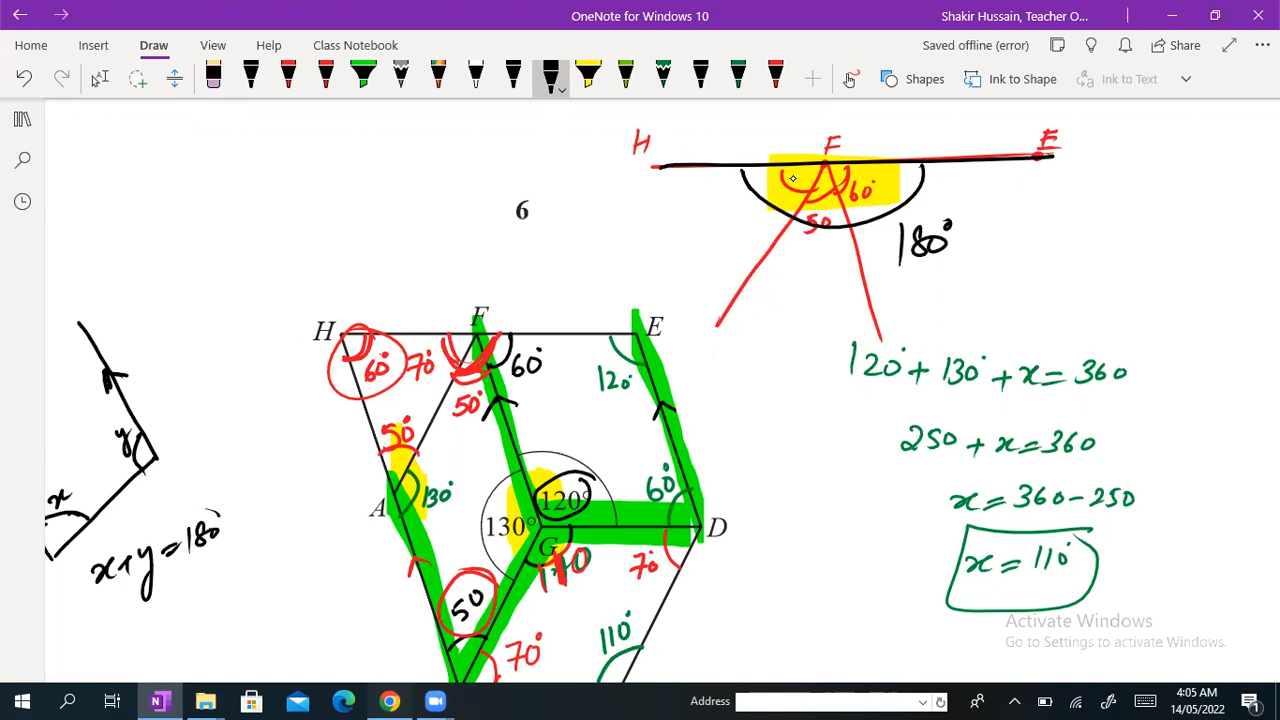 OneNote for Windows 10
Shakir Hussain, Teacher O...
Home Insert Draw View Help Class Notebook
Saved offline (error)
Share
Shapes
Ink to Shape
Ink to Text
H F E
60°
50
180°
6
H F E
60° 70° 50° 60° 120°
50°
A 130° 120° 60°
130° G D
110 70°
50
70° 110°
y
x
x+y=180°
120° + 130° + x = 360
250 + x = 360
x = 360 - 250
x = 110°
Activate Windows
Go to Settings to activate Windows.
Address
4:05 AM
14/05/2022